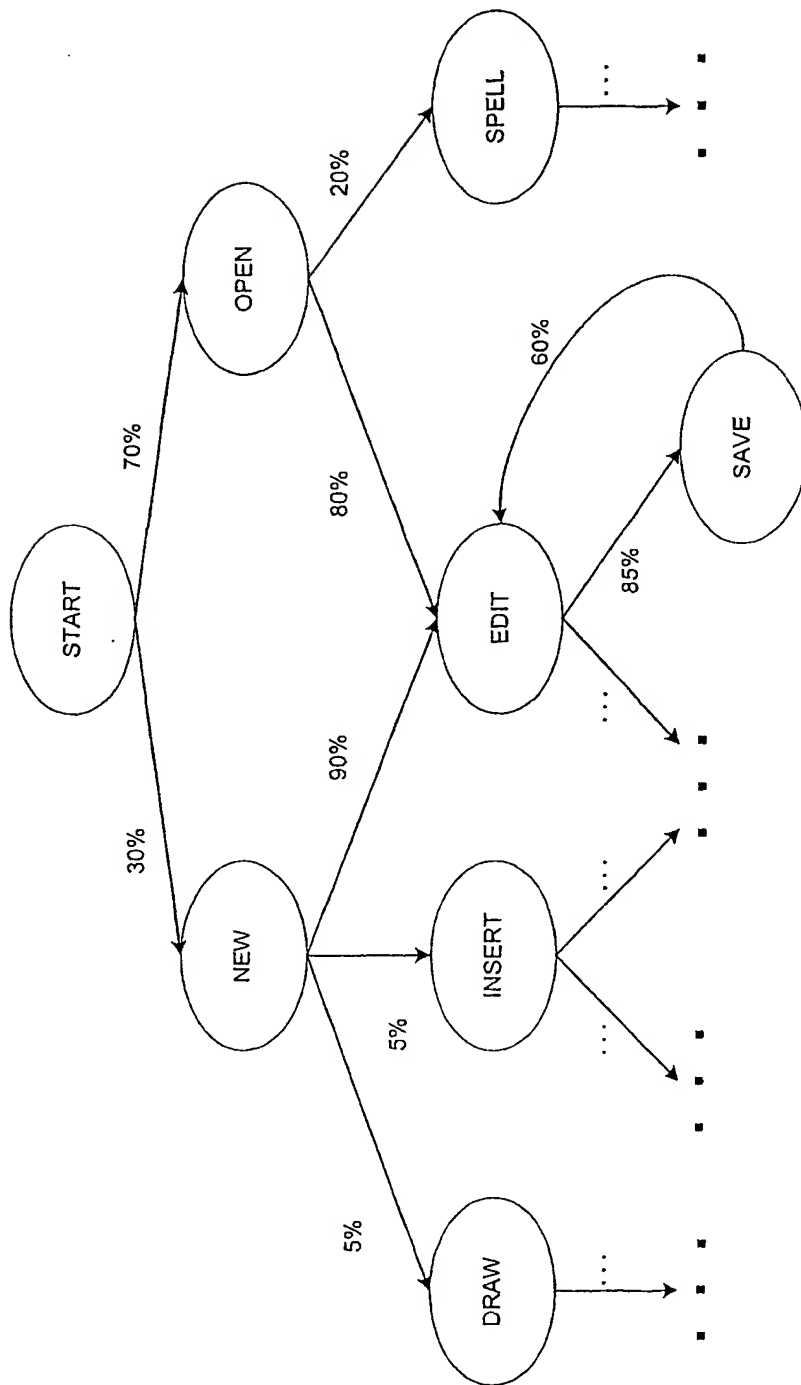 START
30%
70%
NEW
OPEN
5%
5%
90%
80%
20%
DRAW
INSERT
EDIT
SPELL
60%
85%
...
...
...
...
...
SAVE